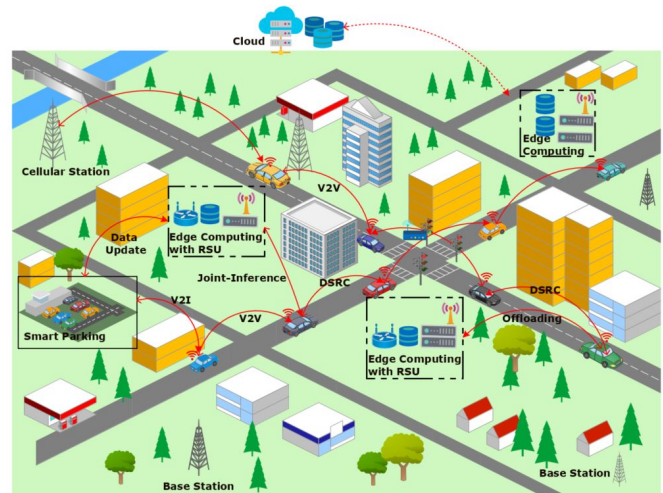 Cloud
Edge
Computing
Cellular Station
V2V
Edge Computing
with RSU
Data
Update
Joint-Inference
DSRC
DSRC
V2I
V2V
Smart Parking
Offloading
Edge Computing
with RSU
Base Station
Base Station